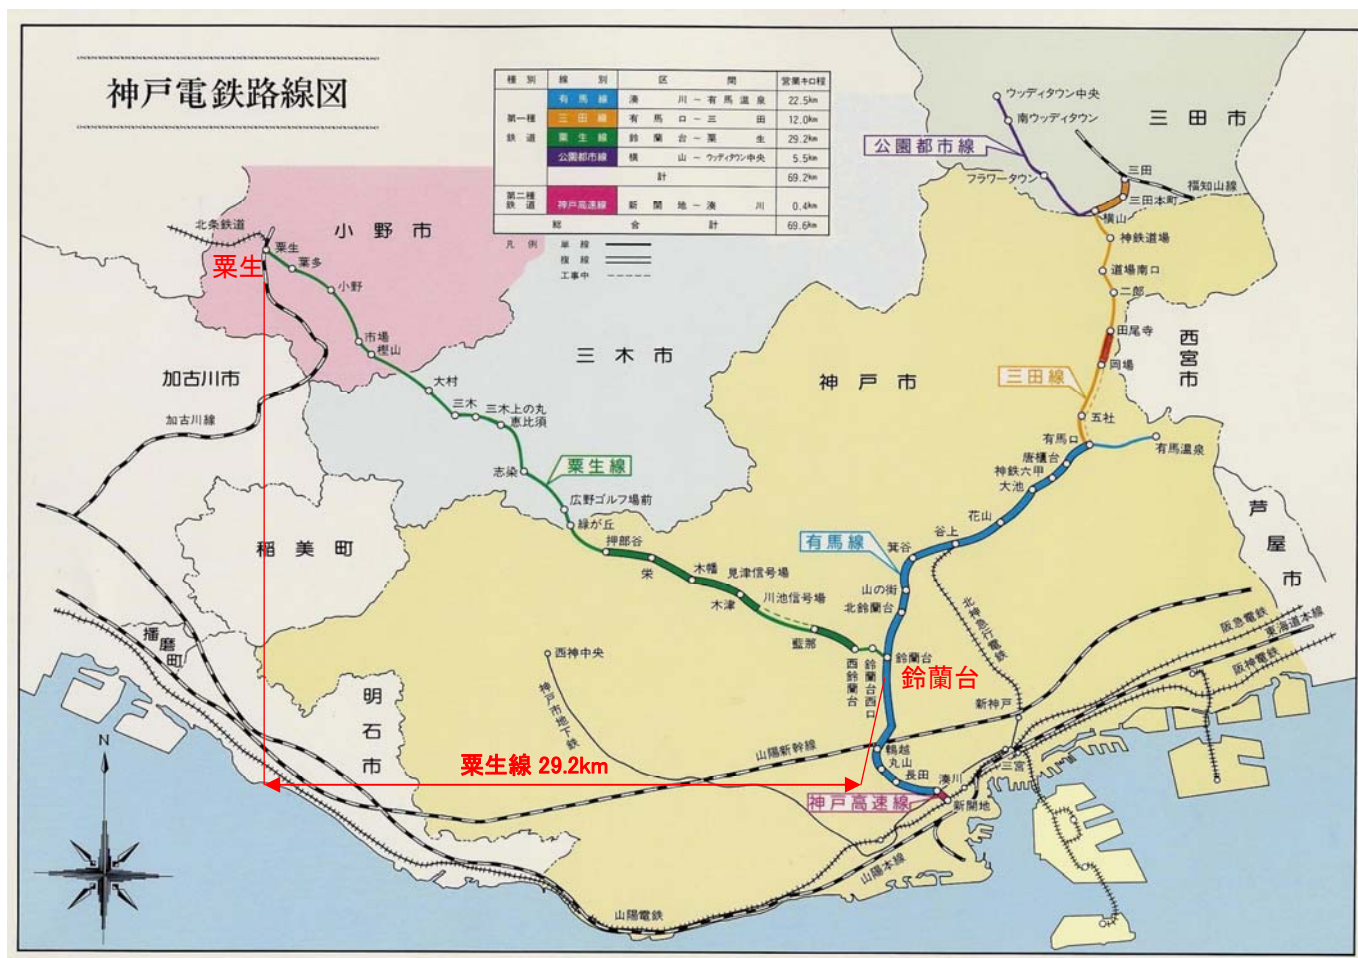 神戸電鉄路線図
種別 線別 区間 営業キロ程
第一種鉄道
有馬線 湊川～有馬温泉 22.5km
三田線 有馬口～三田 12.0km
粟生線 鈴蘭台～粟生 29.2km
公園都市線 横山～ウッディタウン中央 5.5km
計 69.2km
第二種鉄道 神戸高速線 新開地～湊川 0.4km
総合計 69.6km
凡例 単線
複線
工事中
ウッディタウン中央
南ウッディタウン
三田市
公園都市線
フラワータウン
三田
福知山線
三田本町
横山
神鉄道場
道場南口
二郎
田尾寺
西宮市
岡場
三田線
五社
有馬口
有馬温泉
北条鉄道
小野市
粟生
粟生
葉多
小野
市場
樫山
三木市
神戸市
加古川市
加古川線
大村
三木
三木上の丸
恵比須
粟生線
志染
広野ゴルフ場前
緑が丘
押部谷
栄
木幡
見津信号場
木津
川池信号場
藍那
西鈴蘭台
鈴蘭台西口
鈴蘭台
鈴蘭台
唐櫃台
神鉄六甲
大池
花山
谷上
有馬線
箕谷
山の街
北鈴蘭台
北神急行電鉄
芦屋市
阪急電鉄
東海道本線
阪神電鉄
稲美町
播磨町
明石市
西神中央
神戸市地下鉄
新神戸
山陽新幹線
鵯越
丸山
長田
湊川
三宮
神戸高速線
新開地
粟生線 29.2km
N
山陽本線
山陽電鉄